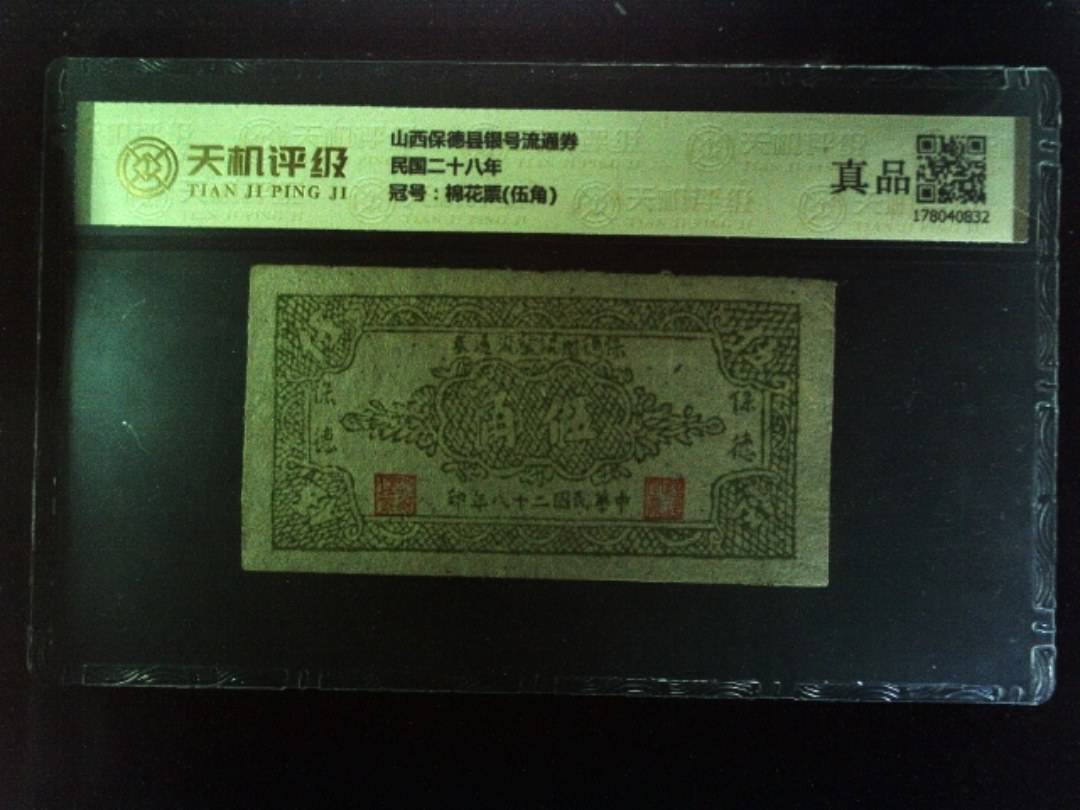 天机评级
TIAN JI PING JI
山西保德县银号流通券
民国二十八年
冠号：棉花票(伍角)
真品
178040832
保德
角伍
保德
印年八十二國民華中